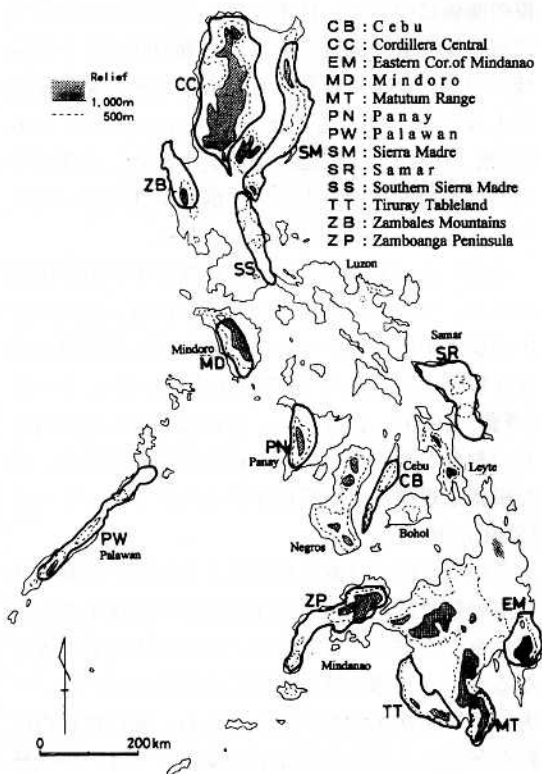 Relief
1,000m
500m
CB : Cebu
CC : Cordillera Central
EM : Eastern Cor.of Mindanao
MD : Mindoro
MT : Matutum Range
PN : Panay
PW : Palawan
SM : Sierra Madre
SR : Samar
SS : Southern Sierra Madre
TT : Tiruray Tableland
ZB : Zambales Mountains
ZP : Zamboanga Peninsula
CC
SM
ZB
SS
Luzon
Mindoro
MD
Samar
SR
PN
Panay
Cebu
CB
Leyte
Negros
Bohol
PW
Palawan
ZP
EM
Mindanao
TT
MT
0 200km